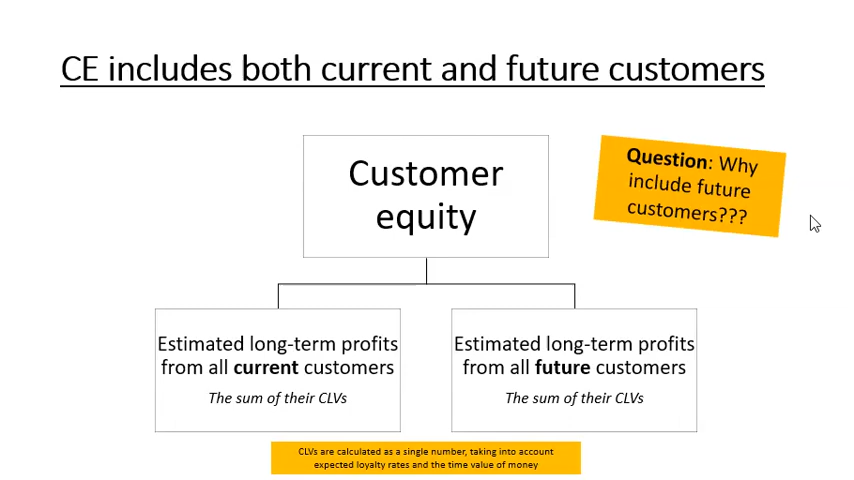 CE includes both current and future customers
Customer
equity
Question: Why
include future
customers???
Estimated long-term profits
from all current customers
The sum of their CLVs
Estimated long-term profits
from all future customers
The sum of their CLVs
CLVs are calculated as a single number, taking into account
expected loyalty rates and the time value of money